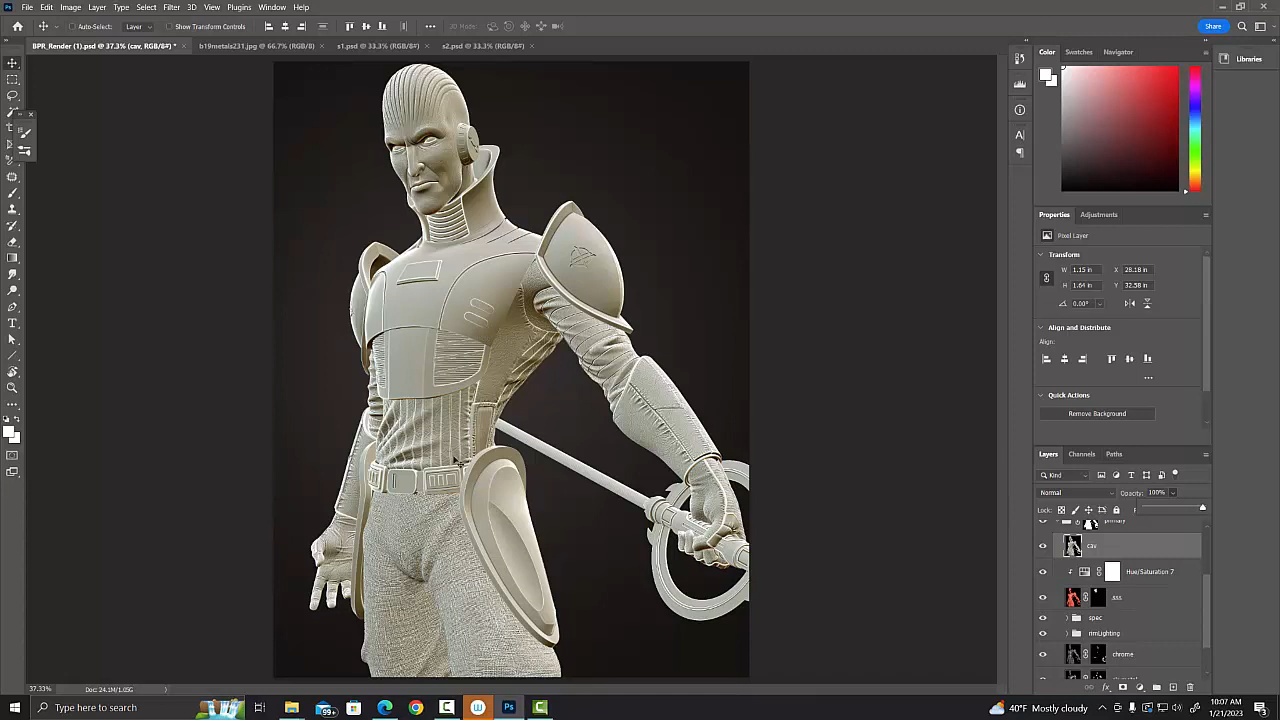 File Edit Image Layer Type Select Filter 3D View Plugins Window Help
Auto-Select: Layer Show Transform Controls 3D Mode: Share
BPR_Render (1).psd @ 37.3% (cav, RGB/8#) * × b19metals231.jpg @ 66.7% (RGB/8) × s1.psd @ 33.3% (RGB/8#) × s2.psd @ 33.3% (RGB/8#) ×
Color Swatches Navigator
Libraries
Properties Adjustments
Pixel Layer
Transform
W 1.15 in X 28.18 in
H 1.64 in Y 32.58 in
0.00°
Align and Distribute
Align:
Quick Actions
Remove Background
Layers Channels Paths
Kind
Normal Opacity: 100%
Lock:
primary
cav
Hue/Saturation 7
sss
spec
rimLighting
chrome
37.33% Doc: 24.1M/1.05G
Type here to search
99+
40°F Mostly cloudy
10:07 AM
1/21/2023